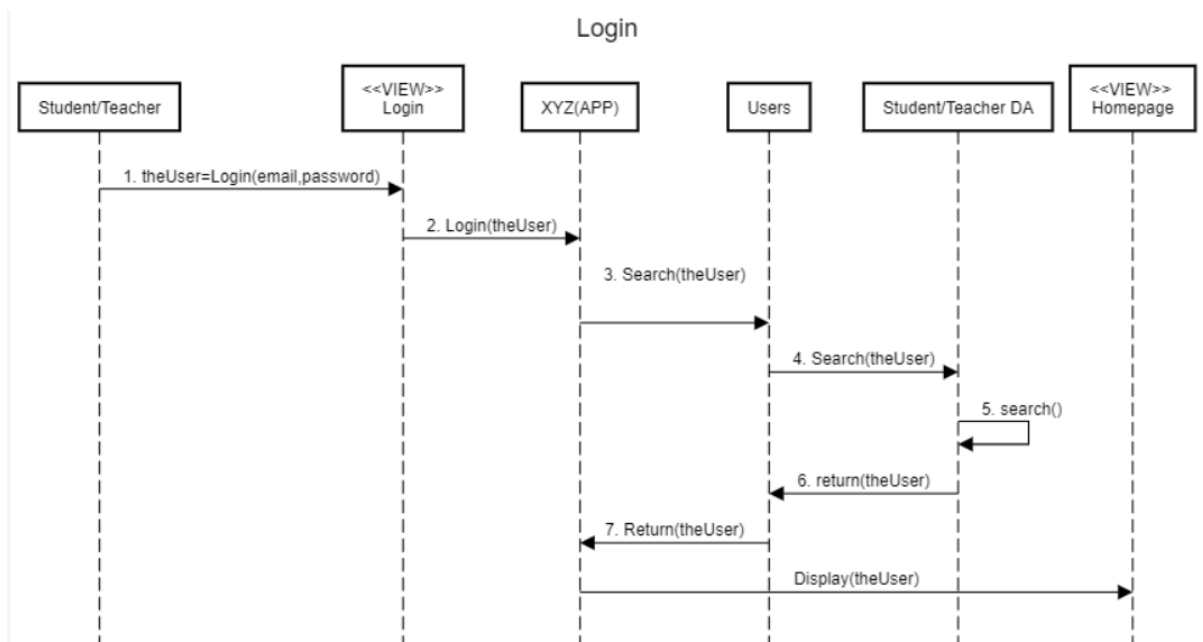 Login
Student/Teacher
<<VIEW>>
Login
XYZ(APP)
Users
Student/Teacher DA
<<VIEW>>
Homepage
1. theUser=Login(email,password)
2. Login(theUser)
3. Search(theUser)
4. Search(theUser)
5. search()
6. return(theUser)
7. Return(theUser)
Display(theUser)